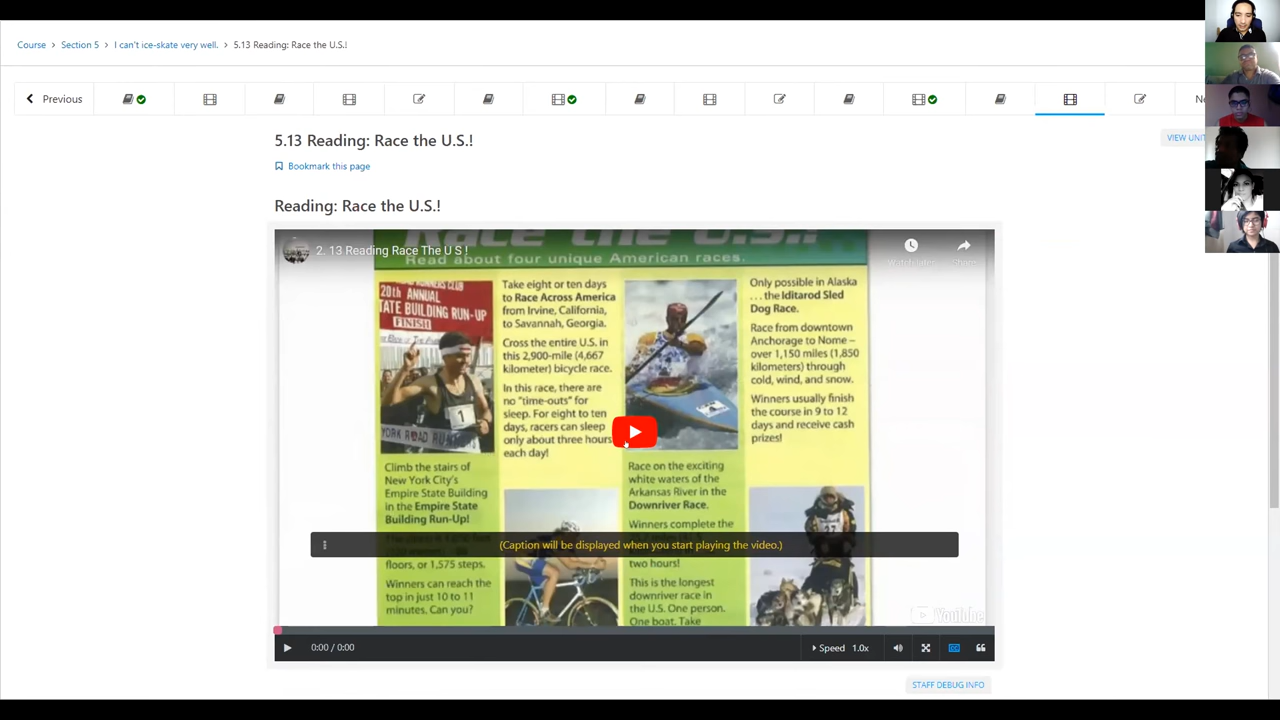 Course > Section 5 > I can't ice-skate very well. > 5.13 Reading: Race the U.S.!
Previous
VIEW UNIT
5.13 Reading: Race the U.S.!
Bookmark this page
Reading: Race the U.S.!
2. 13 Reading Race The U S !
Watch later
Share
Race the U.S.!
Read about four unique American races.
20th ANNUAL
TATE BUILDING RUN-UP
FINISH
1
YORK ROAD RUN
Climb the stairs of
New York City's
Empire State Building
in the Empire State
Building Run-Up!
floors, or 1,575 steps.
Winners can reach the
top in just 10 to 11
minutes. Can you?
Take eight or ten days
to Race Across America
from Irvine, California,
to Savannah, Georgia.
Cross the entire U.S. in
this 2,900-mile (4,667
kilometer) bicycle race.
In this race, there are
no "time-outs" for
sleep. For eight to ten
days, racers can sleep
only about three hours
each day!
Race on the exciting
white waters of the
Arkansas River in the
Downriver Race.
Winners complete the
two hours!
This is the longest
downriver race in
the U.S. One person.
One boat. Take
Only possible in Alaska
... the Iditarod Sled
Dog Race.
Race from downtown
Anchorage to Nome –
over 1,150 miles (1,850
kilometers) through
cold, wind, and snow.
Winners usually finish
the course in 9 to 12
days and receive cash
prizes!
(Caption will be displayed when you start playing the video.)
YouTube
0:00 / 0:00
Speed 1.0x
STAFF DEBUG INFO